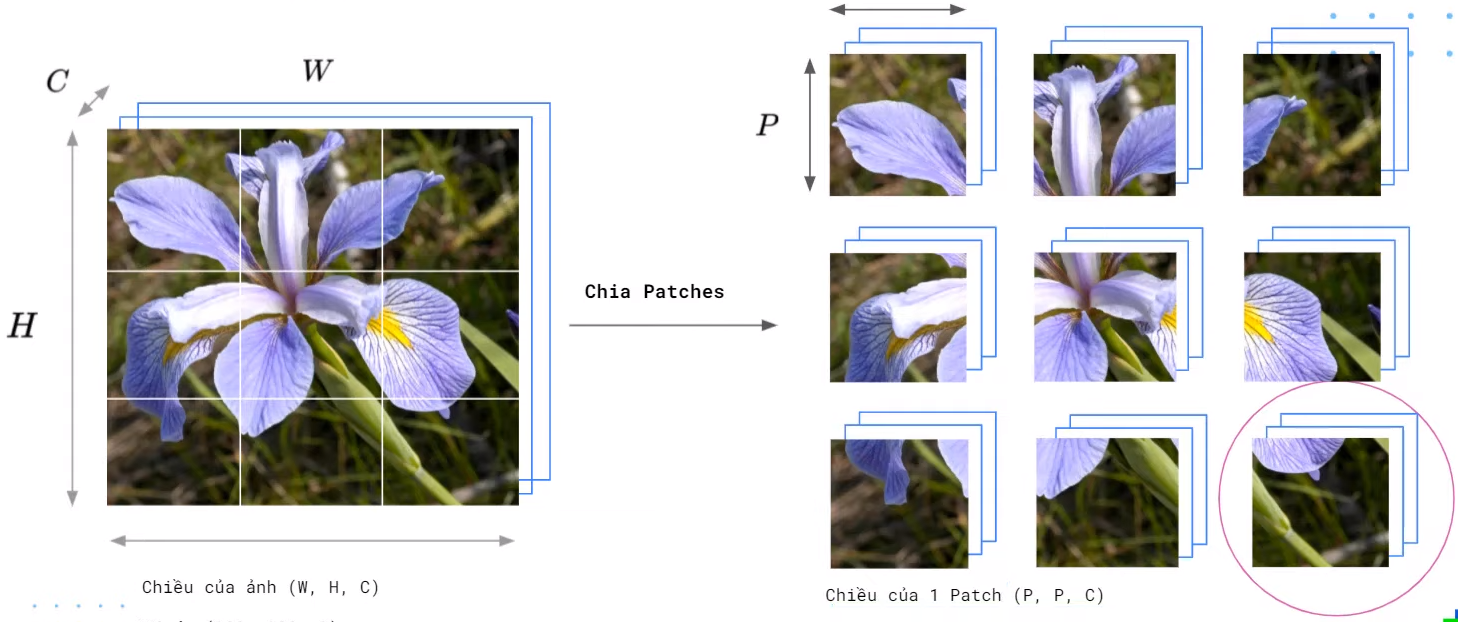 C
W
H
P
Chia Patches
Chiều của ảnh (W, H, C)
Chiều của 1 Patch (P, P, C)